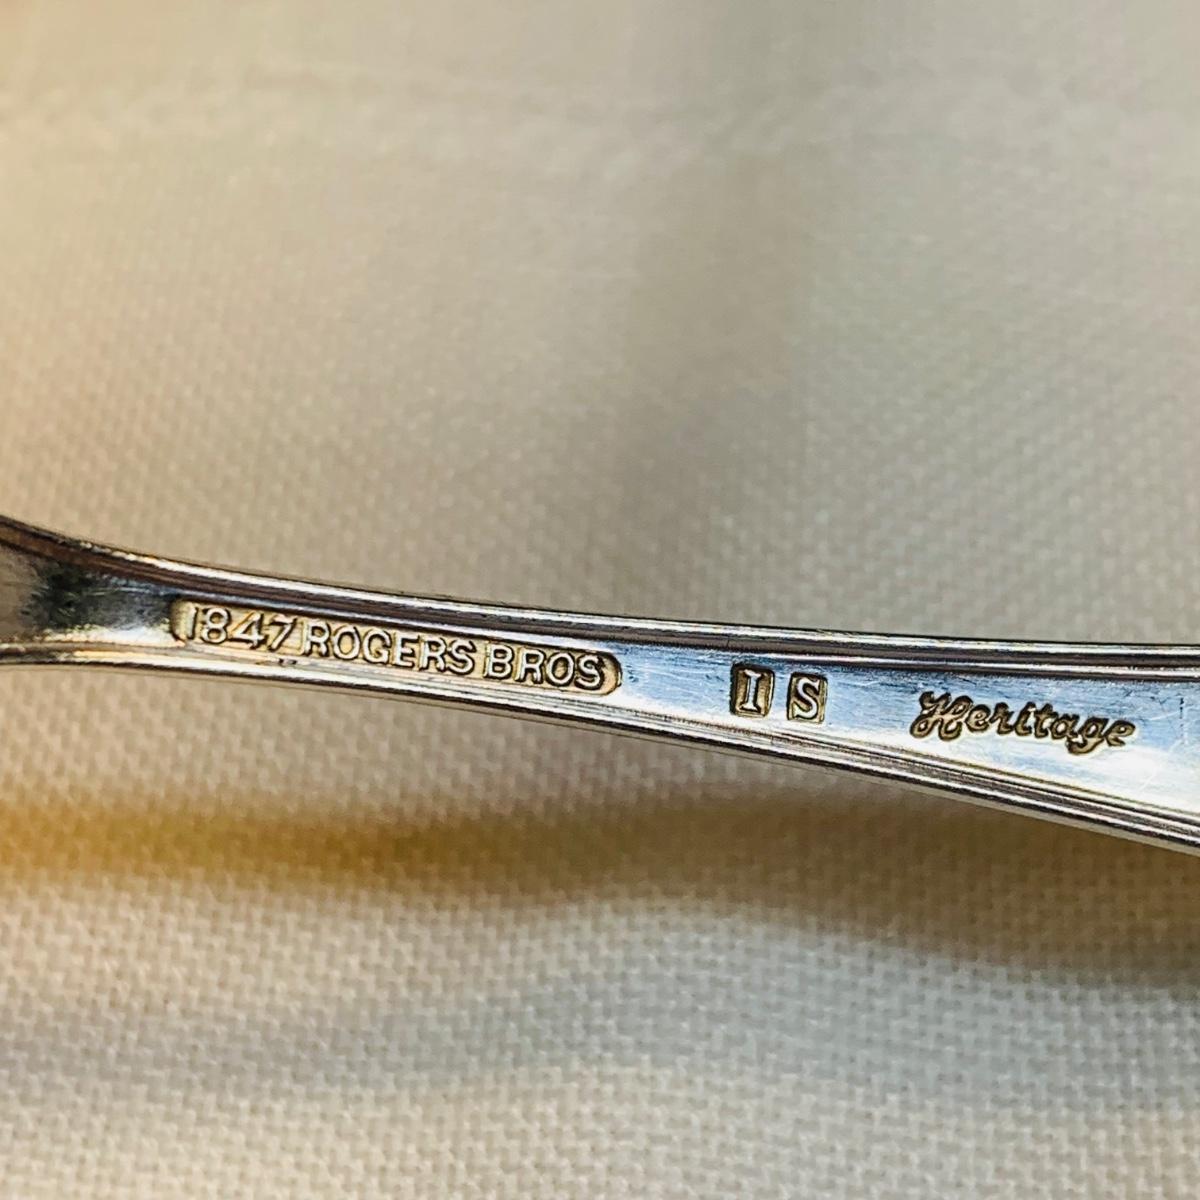 1847 ROGERS BROS I S Heritage